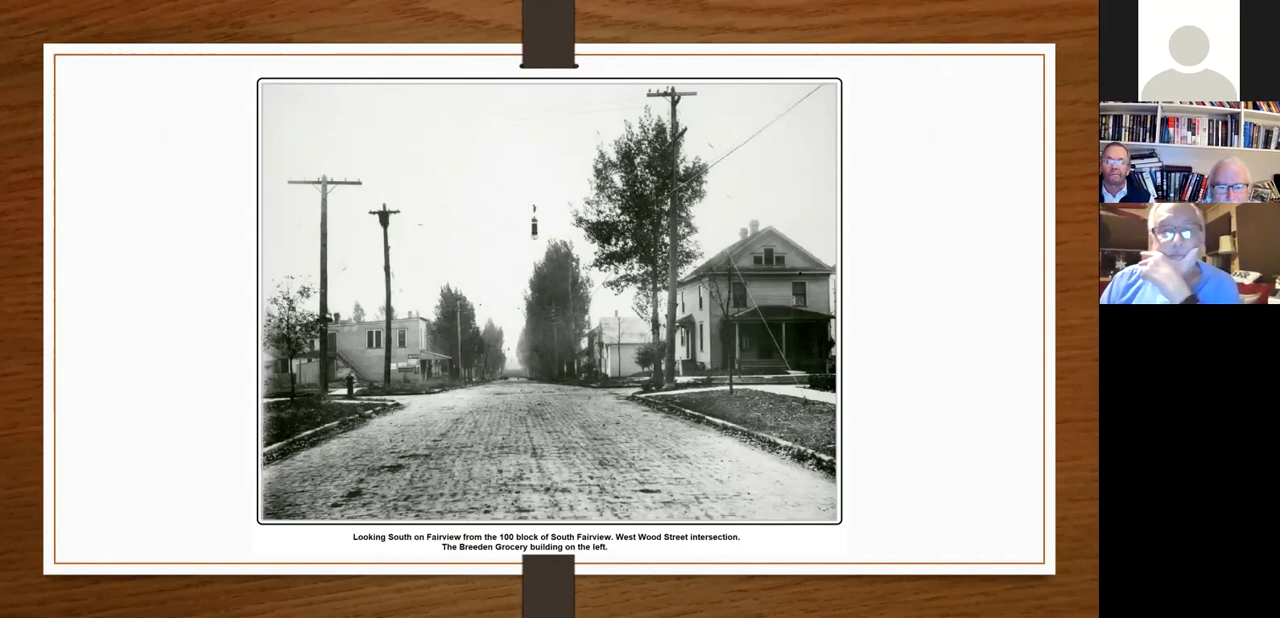 Looking South on Fairview from the 100 block of South Fairview. West Wood Street intersection.
The Breeden Grocery building on the left.